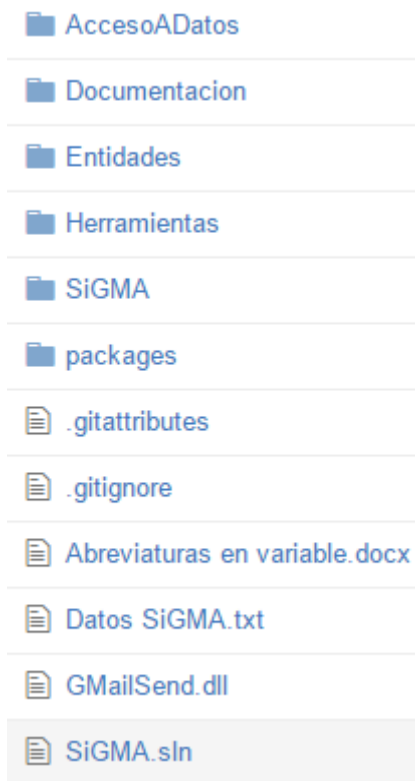 AccesoADatos
Documentacion
Entidades
Herramientas
SiGMA
packages
.gitattributes
.gitignore
Abreviaturas en variable.docx
Datos SiGMA.txt
GMailSend.dll
SiGMA.sln